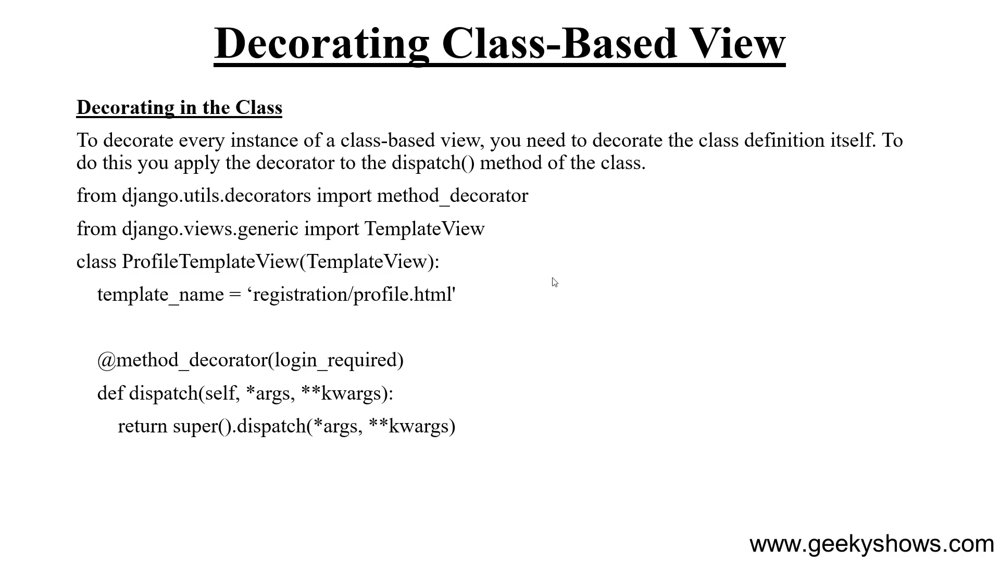 Decorating Class-Based View
Decorating in the Class
To decorate every instance of a class-based view, you need to decorate the class definition itself. To
do this you apply the decorator to the dispatch() method of the class.
from django.utils.decorators import method_decorator
from django.views.generic import TemplateView
class ProfileTemplateView(TemplateView):
template_name = ‘registration/profile.html'
@method_decorator(login_required)
def dispatch(self, *args, **kwargs):
return super().dispatch(*args, **kwargs)
www.geekyshows.com